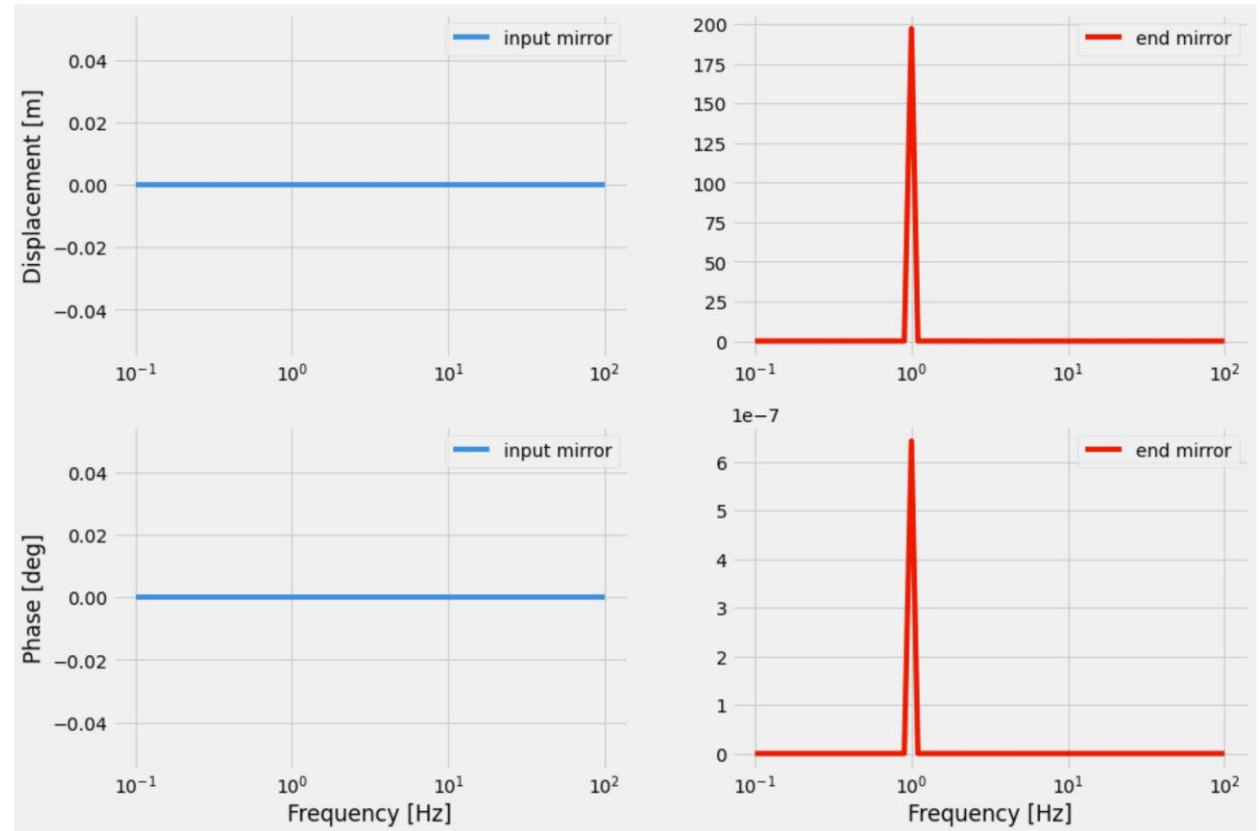 input mirror
Displacement [m]
0.04
0.02
0.00
−0.02
−0.04
10⁻¹ 10⁰ 10¹ 10²
end mirror
200
175
150
125
100
75
50
25
0
10⁻¹ 10⁰ 10¹ 10²
input mirror
Phase [deg]
0.04
0.02
0.00
−0.02
−0.04
10⁻¹ 10⁰ 10¹ 10²
Frequency [Hz]
1e−7
end mirror
6
5
4
3
2
1
0
10⁻¹ 10⁰ 10¹ 10²
Frequency [Hz]